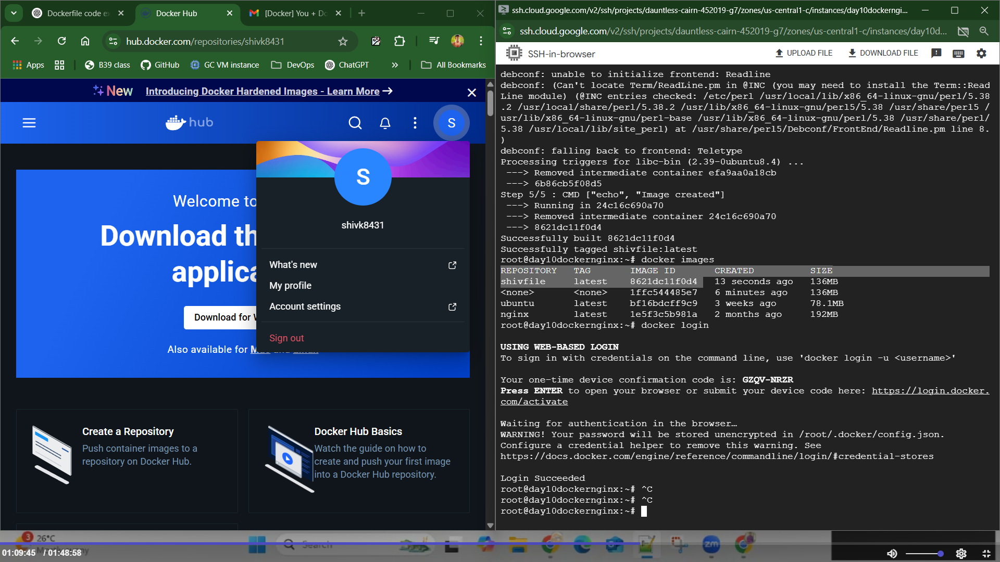 Dockerfile code e
Docker Hub
[Docker] You + Do
hub.docker.com/repositories/shivk8431
Apps
B39 class
GitHub
GC VM instance
DevOps
ChatGPT
All Bookmarks
New
Introducing Docker Hardened Images - Learn More →
hub
S
Welcome to
Download th
applica
Download for W
Also available for
S
shivk8431
What's new
My profile
Account settings
Sign out
Create a Repository
Push container images to a
repository on Docker Hub.
Docker Hub Basics
Watch the guide on how to
create and push your first image
into a Docker Hub repository.
ssh.cloud.google.com/v2/ssh/projects/dauntless-cairn-452019-g7/zones/us-central1-c/instances/day10dockerngi...
ssh.cloud.google.com/v2/ssh/projects/dauntless-cairn-452019-g7/zones/us-central1-c/instances/day10d...
SSH-in-browser
UPLOAD FILE
DOWNLOAD FILE
debconf: unable to initialize frontend: Readline
debconf: (Can't locate Term/ReadLine.pm in @INC (you may need to install the Term::Read
Line module) (@INC entries checked: /etc/perl /usr/local/lib/x86_64-linux-gnu/perl/5.38
.2 /usr/local/share/perl/5.38.2 /usr/lib/x86_64-linux-gnu/perl5/5.38 /usr/share/perl5 /
usr/lib/x86_64-linux-gnu/perl-base /usr/lib/x86_64-linux-gnu/perl/5.38 /usr/share/perl/
5.38 /usr/local/lib/site_perl) at /usr/share/perl5/Debconf/FrontEnd/Readline.pm line 8.
)
debconf: falling back to frontend: Teletype
Processing triggers for libc-bin (2.39-0ubuntu8.4) ...
---> Removed intermediate container efa9aa0a18cb
---> 6b86cb5f08d5
Step 5/5 : CMD ["echo", "Image created"]
---> Running in 24c16c690a70
---> Removed intermediate container 24c16c690a70
---> 8621dc11f0d4
Successfully built 8621dc11f0d4
Successfully tagged shivfile:latest
root@day10dockernginx:~# docker images
REPOSITORY TAG IMAGE ID CREATED SIZE
shivfile latest 8621dc11f0d4 13 seconds ago 136MB
<none> <none> 1ffc544485e7 6 minutes ago 136MB
ubuntu latest bf16bdcff9c9 3 weeks ago 78.1MB
nginx latest 1e5f3c5b981a 2 months ago 192MB
root@day10dockernginx:~# docker login
USING WEB-BASED LOGIN
To sign in with credentials on the command line, use 'docker login -u <username>'
Your one-time device confirmation code is: GZQV-NRZR
Press ENTER to open your browser or submit your device code here: https://login.docker.
com/activate
Waiting for authentication in the browser…
WARNING! Your password will be stored unencrypted in /root/.docker/config.json.
Configure a credential helper to remove this warning. See
https://docs.docker.com/engine/reference/commandline/login/#credential-stores
Login Succeeded
root@day10dockernginx:~# ^C
root@day10dockernginx:~# ^C
root@day10dockernginx:~#
3
26°C
Search
zm
01:09:45 / 01:48:58